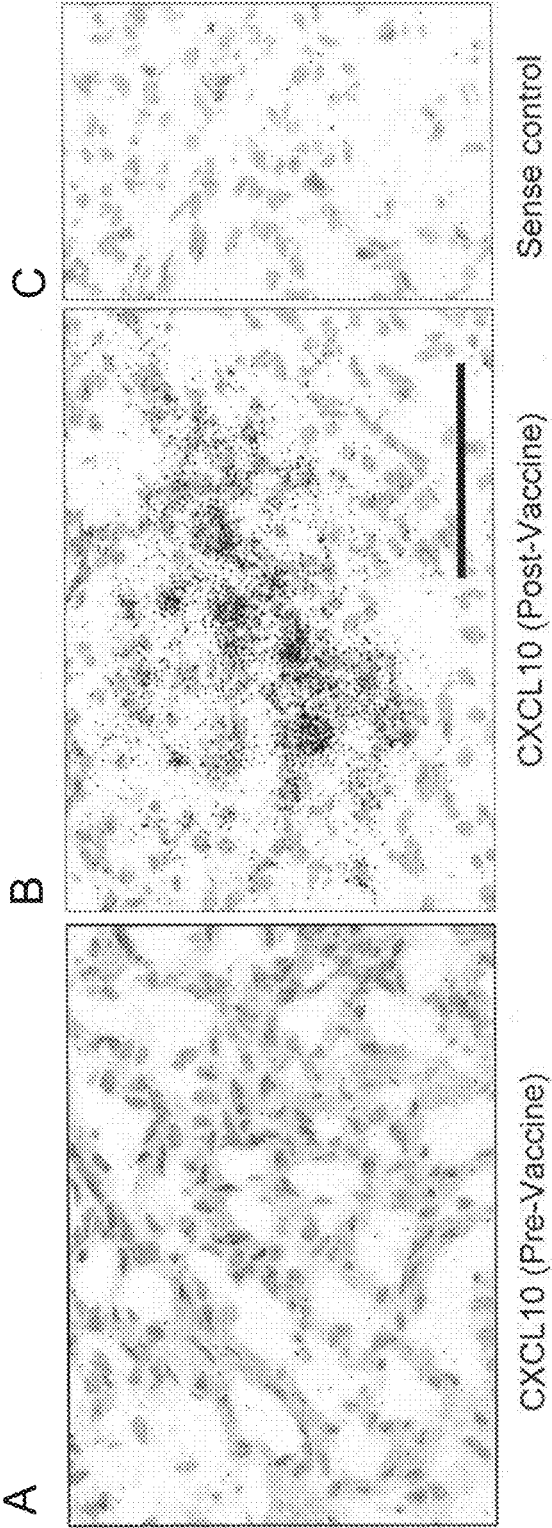 A
B
C
CXCL10 (Pre-Vaccine)
CXCL10 (Post-Vaccine)
Sense control